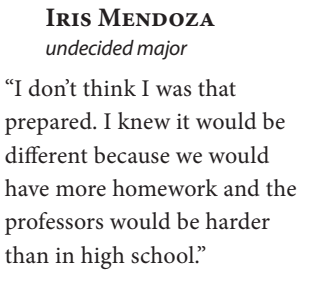 Iris Mendoza
undecided major
“I don’t think I was that
prepared. I knew it would be
different because we would
have more homework and the
professors would be harder
than in high school.”